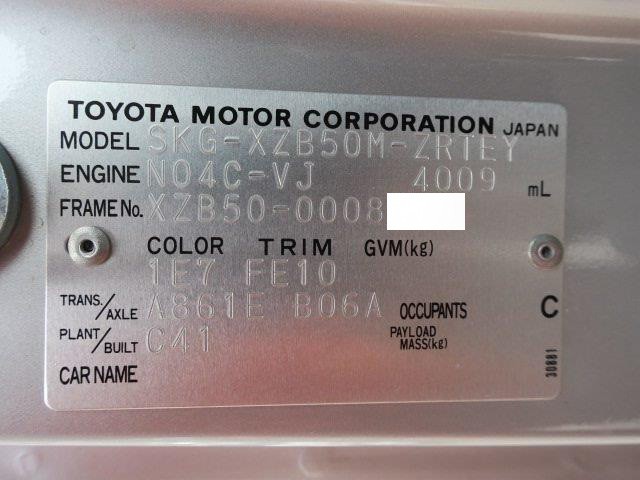 TOYOTA MOTOR CORPORATION JAPAN
MODEL SKG-XZB50M-ZRTEY
ENGINE N04C-VJ 4009 mL
FRAME No. XZB50-0008
COLOR TRIM GVM(kg)
1E7 FE10
TRANS./AXLE A861E B06A OCCUPANTS C
PLANT/BUILT C41 PAYLOAD MASS(kg)
CAR NAME
30881